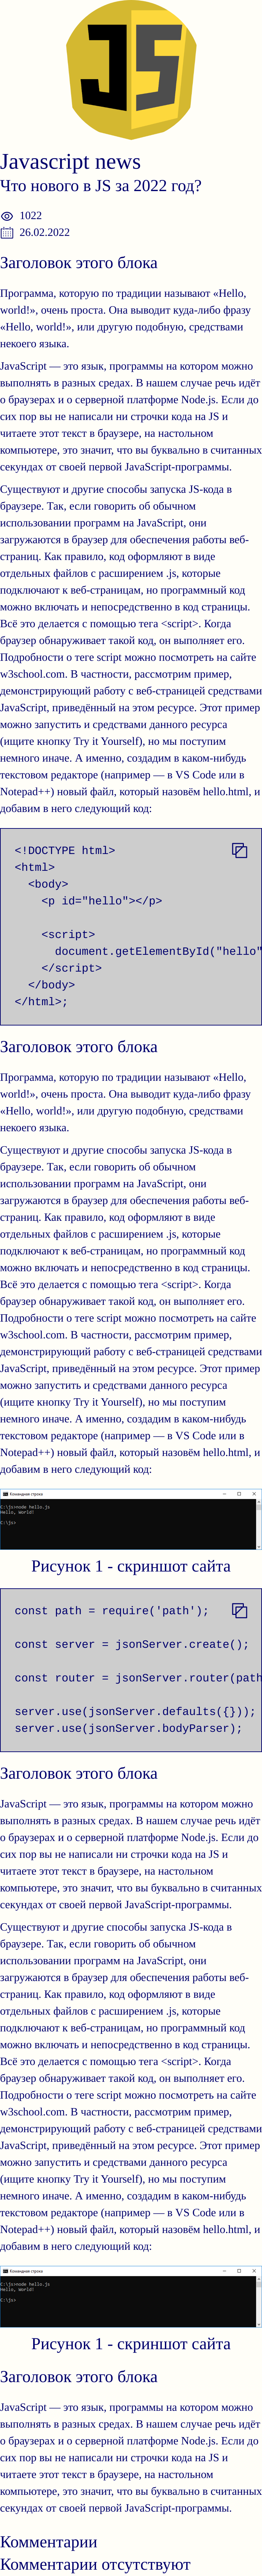 JS
Javascript news
Что нового в JS за 2022 год?
1022
26.02.2022
Заголовок этого блока
Программа, которую по традиции называют «Hello,
world!», очень проста. Она выводит куда-либо фразу
«Hello, world!», или другую подобную, средствами
некоего языка.
JavaScript — это язык, программы на котором можно
выполнять в разных средах. В нашем случае речь идёт
о браузерах и о серверной платформе Node.js. Если до
сих пор вы не написали ни строчки кода на JS и
читаете этот текст в браузере, на настольном
компьютере, это значит, что вы буквально в считанных
секундах от своей первой JavaScript-программы.
Существуют и другие способы запуска JS-кода в
браузере. Так, если говорить об обычном
использовании программ на JavaScript, они
загружаются в браузер для обеспечения работы веб-
страниц. Как правило, код оформляют в виде
отдельных файлов с расширением .js, которые
подключают к веб-страницам, но программный код
можно включать и непосредственно в код страницы.
Всё это делается с помощью тега <script>. Когда
браузер обнаруживает такой код, он выполняет его.
Подробности о теге script можно посмотреть на сайте
w3school.com. В частности, рассмотрим пример,
демонстрирующий работу с веб-страницей средствами
JavaScript, приведённый на этом ресурсе. Этот пример
можно запустить и средствами данного ресурса
(ищите кнопку Try it Yourself), но мы поступим
немного иначе. А именно, создадим в каком-нибудь
текстовом редакторе (например — в VS Code или в
Notepad++) новый файл, который назовём hello.html, и
добавим в него следующий код:
<!DOCTYPE html>
<html>
  <body>
    <p id="hello"></p>
    <script>
      document.getElementById("hello"
    </script>
  </body>
</html>;
Заголовок этого блока
Программа, которую по традиции называют «Hello,
world!», очень проста. Она выводит куда-либо фразу
«Hello, world!», или другую подобную, средствами
некоего языка.
Существуют и другие способы запуска JS-кода в
браузере. Так, если говорить об обычном
использовании программ на JavaScript, они
загружаются в браузер для обеспечения работы веб-
страниц. Как правило, код оформляют в виде
отдельных файлов с расширением .js, которые
подключают к веб-страницам, но программный код
можно включать и непосредственно в код страницы.
Всё это делается с помощью тега <script>. Когда
браузер обнаруживает такой код, он выполняет его.
Подробности о теге script можно посмотреть на сайте
w3school.com. В частности, рассмотрим пример,
демонстрирующий работу с веб-страницей средствами
JavaScript, приведённый на этом ресурсе. Этот пример
можно запустить и средствами данного ресурса
(ищите кнопку Try it Yourself), но мы поступим
немного иначе. А именно, создадим в каком-нибудь
текстовом редакторе (например — в VS Code или в
Notepad++) новый файл, который назовём hello.html, и
добавим в него следующий код:
Командная строка
C:\js>node hello.js
Hello, World!
C:\js>
Рисунок 1 - скриншот сайта
const path = require('path');
const server = jsonServer.create();
const router = jsonServer.router(path
server.use(jsonServer.defaults({}));
server.use(jsonServer.bodyParser);
Заголовок этого блока
JavaScript — это язык, программы на котором можно
выполнять в разных средах. В нашем случае речь идёт
о браузерах и о серверной платформе Node.js. Если до
сих пор вы не написали ни строчки кода на JS и
читаете этот текст в браузере, на настольном
компьютере, это значит, что вы буквально в считанных
секундах от своей первой JavaScript-программы.
Существуют и другие способы запуска JS-кода в
браузере. Так, если говорить об обычном
использовании программ на JavaScript, они
загружаются в браузер для обеспечения работы веб-
страниц. Как правило, код оформляют в виде
отдельных файлов с расширением .js, которые
подключают к веб-страницам, но программный код
можно включать и непосредственно в код страницы.
Всё это делается с помощью тега <script>. Когда
браузер обнаруживает такой код, он выполняет его.
Подробности о теге script можно посмотреть на сайте
w3school.com. В частности, рассмотрим пример,
демонстрирующий работу с веб-страницей средствами
JavaScript, приведённый на этом ресурсе. Этот пример
можно запустить и средствами данного ресурса
(ищите кнопку Try it Yourself), но мы поступим
немного иначе. А именно, создадим в каком-нибудь
текстовом редакторе (например — в VS Code или в
Notepad++) новый файл, который назовём hello.html, и
добавим в него следующий код:
Командная строка
C:\js>node hello.js
Hello, World!
C:\js>
Рисунок 1 - скриншот сайта
Заголовок этого блока
JavaScript — это язык, программы на котором можно
выполнять в разных средах. В нашем случае речь идёт
о браузерах и о серверной платформе Node.js. Если до
сих пор вы не написали ни строчки кода на JS и
читаете этот текст в браузере, на настольном
компьютере, это значит, что вы буквально в считанных
секундах от своей первой JavaScript-программы.
Комментарии
Комментарии отсутствуют